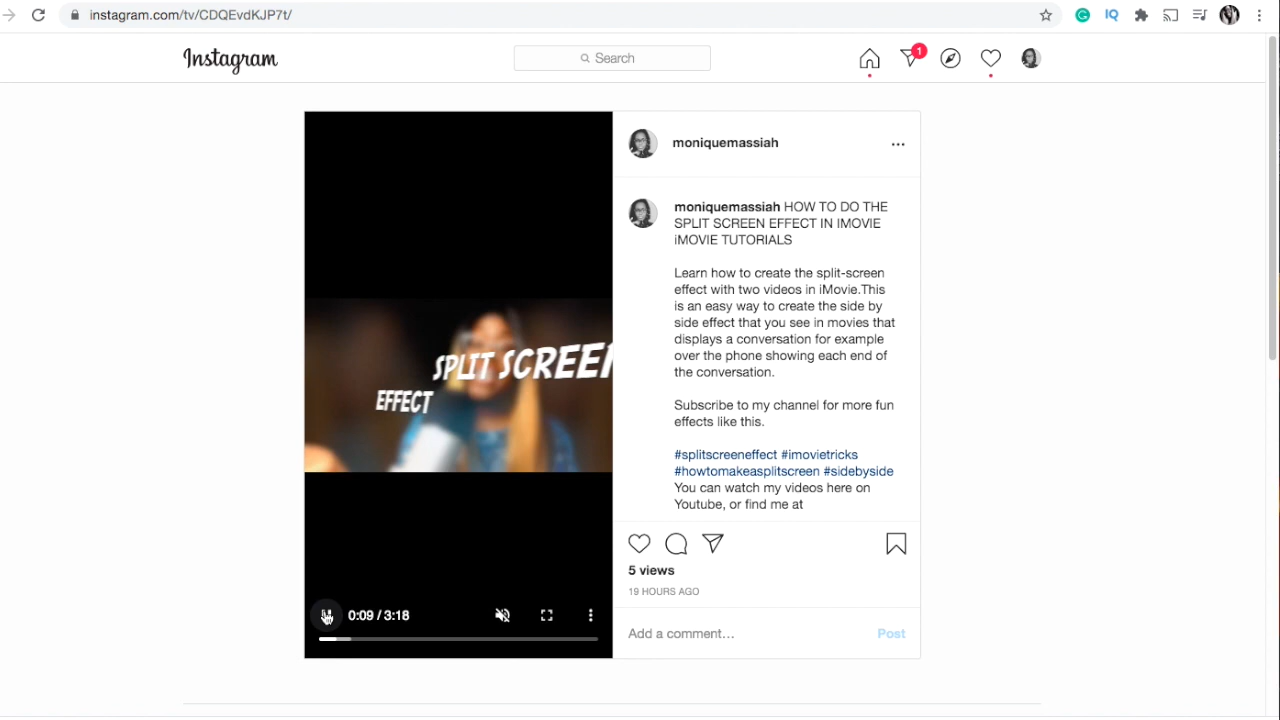 instagram.com/tv/CDQEvdKJP7t/
IQ
Instagram
Search
1
SPLIT SCREEN
EFFECT
0:09 / 3:18
moniquemassiah
moniquemassiah HOW TO DO THE
SPLIT SCREEN EFFECT IN IMOVIE
iMOVIE TUTORIALS
Learn how to create the split-screen
effect with two videos in iMovie.This
is an easy way to create the side by
side effect that you see in movies that
displays a conversation for example
over the phone showing each end of
the conversation.
Subscribe to my channel for more fun
effects like this.
#splitscreeneffect #imovietricks
#howtomakeasplitscreen #sidebyside
You can watch my videos here on
Youtube, or find me at
5 views
19 HOURS AGO
Add a comment...
Post